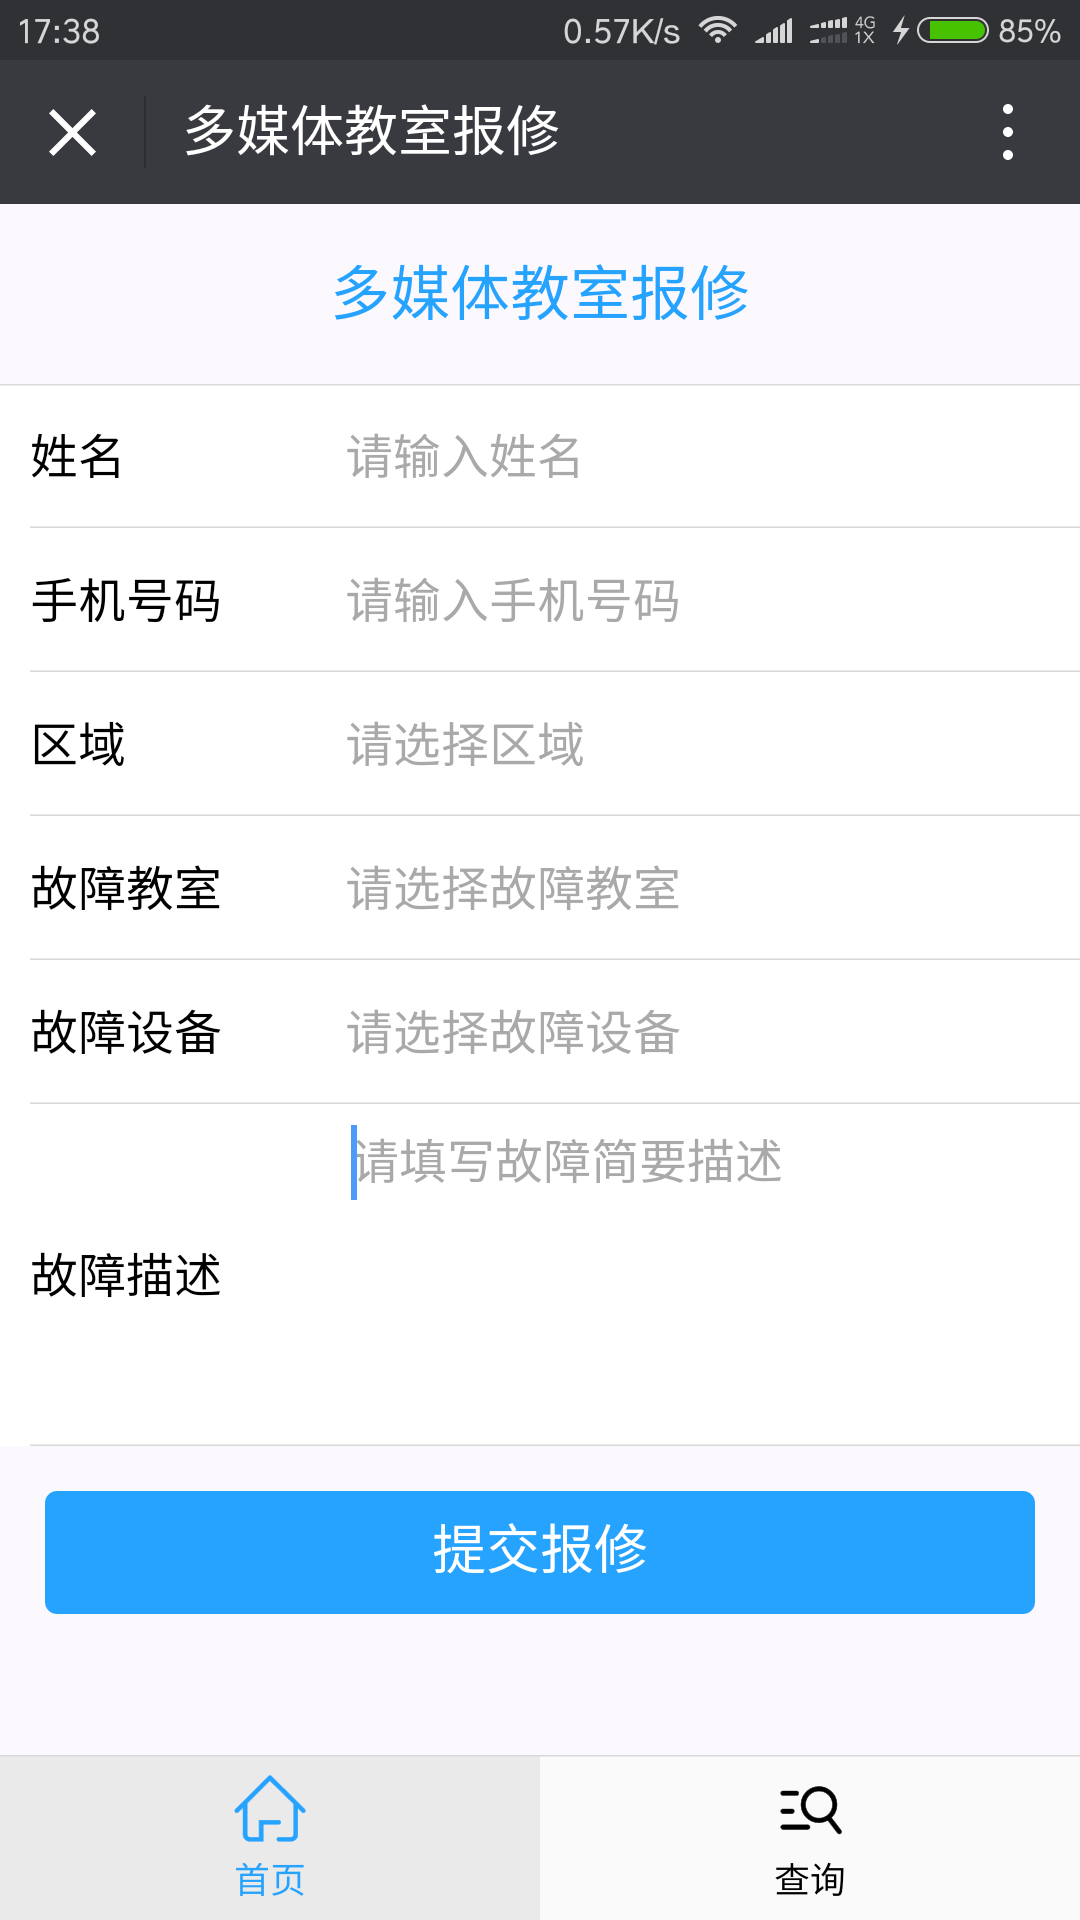 17:38 0.57K/s 4G 1X 85%
多媒体教室报修
多媒体教室报修
姓名 请输入姓名
手机号码 请输入手机号码
区域 请选择区域
故障教室 请选择故障教室
故障设备 请选择故障设备
请填写故障简要描述
故障描述
提交报修
首页 查询